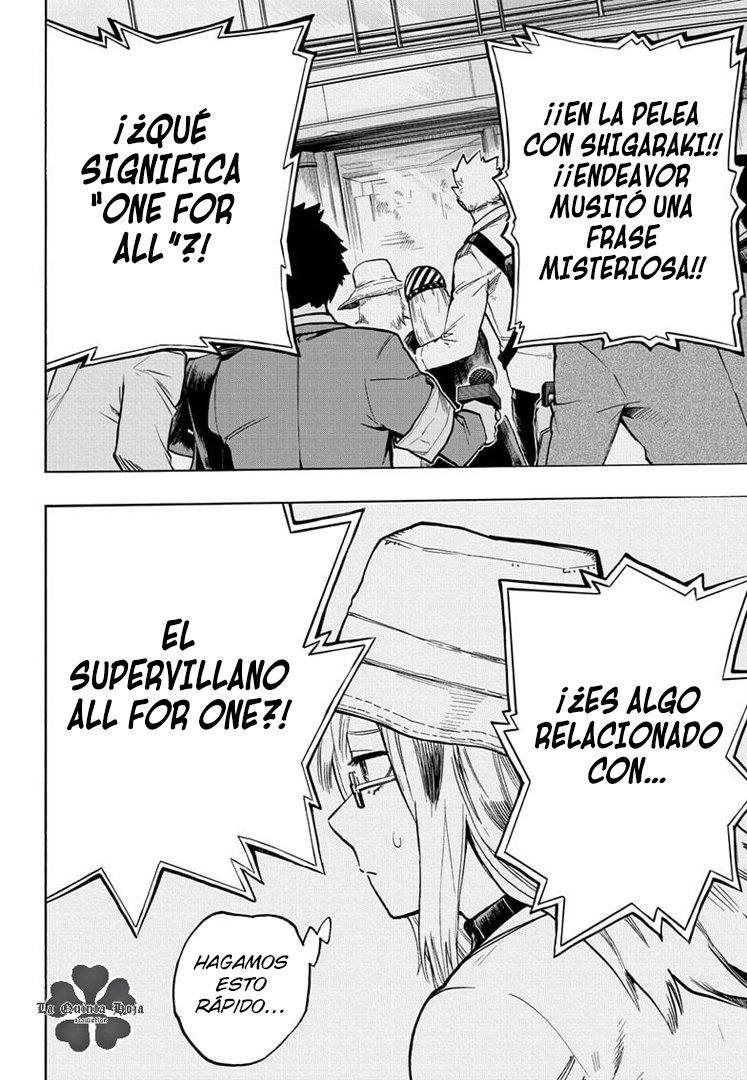 ¡¡EN LA PELEA
CON SHIGARAKI!!
¡¡ENDEAVOR
MUSITÓ UNA
FRASE
MISTERIOSA!!
¡¿QUÉ
SIGNIFICA
"ONE FOR
ALL"?!
¡¿ES ALGO
RELACIONADO
CON...
EL
SUPERVILLANO
ALL FOR ONE?!
HAGAMOS
ESTO
RÁPIDO...
La Quinta Hoja